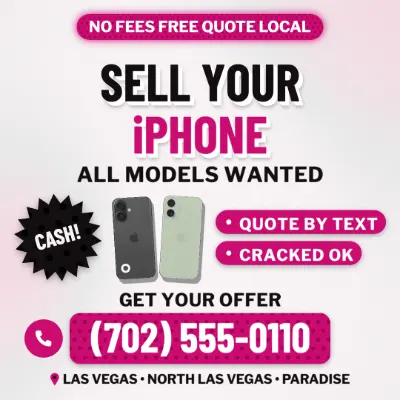 NO FEES FREE QUOTE LOCAL
SELL YOUR
iPHONE
ALL MODELS WANTED
CASH!
• QUOTE BY TEXT
• CRACKED OK
GET YOUR OFFER
(702) 555-0110
LAS VEGAS • NORTH LAS VEGAS • PARADISE